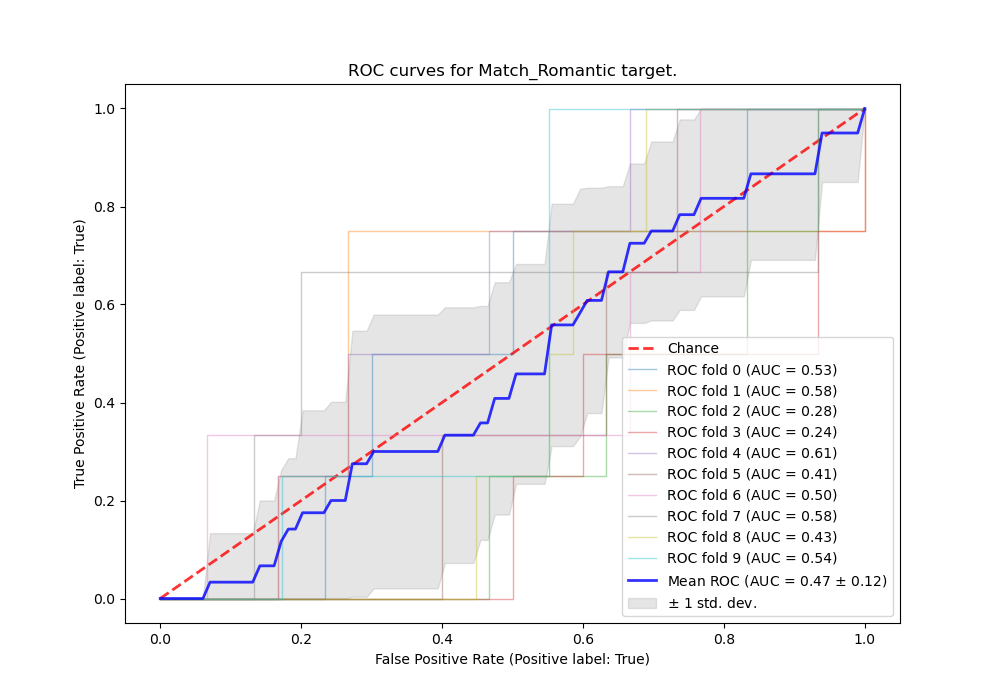 ROC curves for Match_Romantic target.
True Positive Rate (Positive label: True)
1.0
0.8
0.6
0.4
0.2
0.0
0.0 0.2 0.4 0.6 0.8 1.0
False Positive Rate (Positive label: True)
Chance
ROC fold 0 (AUC = 0.53)
ROC fold 1 (AUC = 0.58)
ROC fold 2 (AUC = 0.28)
ROC fold 3 (AUC = 0.24)
ROC fold 4 (AUC = 0.61)
ROC fold 5 (AUC = 0.41)
ROC fold 6 (AUC = 0.50)
ROC fold 7 (AUC = 0.58)
ROC fold 8 (AUC = 0.43)
ROC fold 9 (AUC = 0.54)
Mean ROC (AUC = 0.47 ± 0.12)
± 1 std. dev.